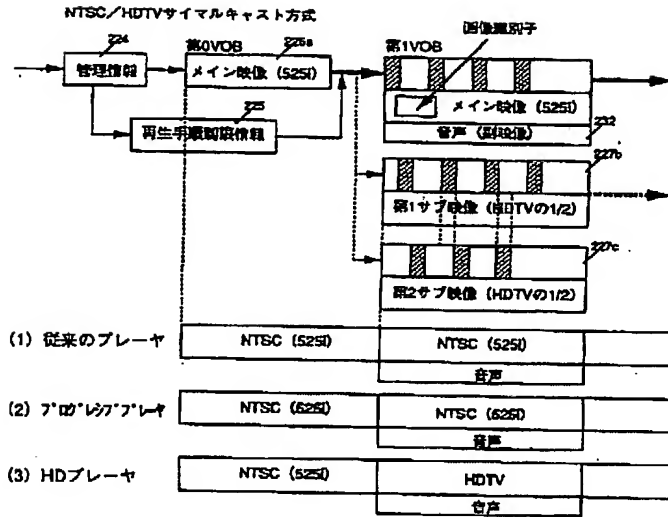 NTSC/HDTVサイマルキャスト方式
224
管理情報
第0VOB
226a
メイン映像 (525I)
225
再生手順制限情報
第1VOB
画像識別子
メイン映像 (525I)
音声 (副映像)
232
227b
第1サブ映像 (HDTVの1/2)
227c
第2サブ映像 (HDTVの1/2)
(1) 従来のプレーヤ
NTSC (525I)
NTSC (525I)
音声
(2) プログレシブプレーヤ
NTSC (525I)
NTSC (525I)
音声
(3) HDプレーヤ
NTSC (525I)
HDTV
音声